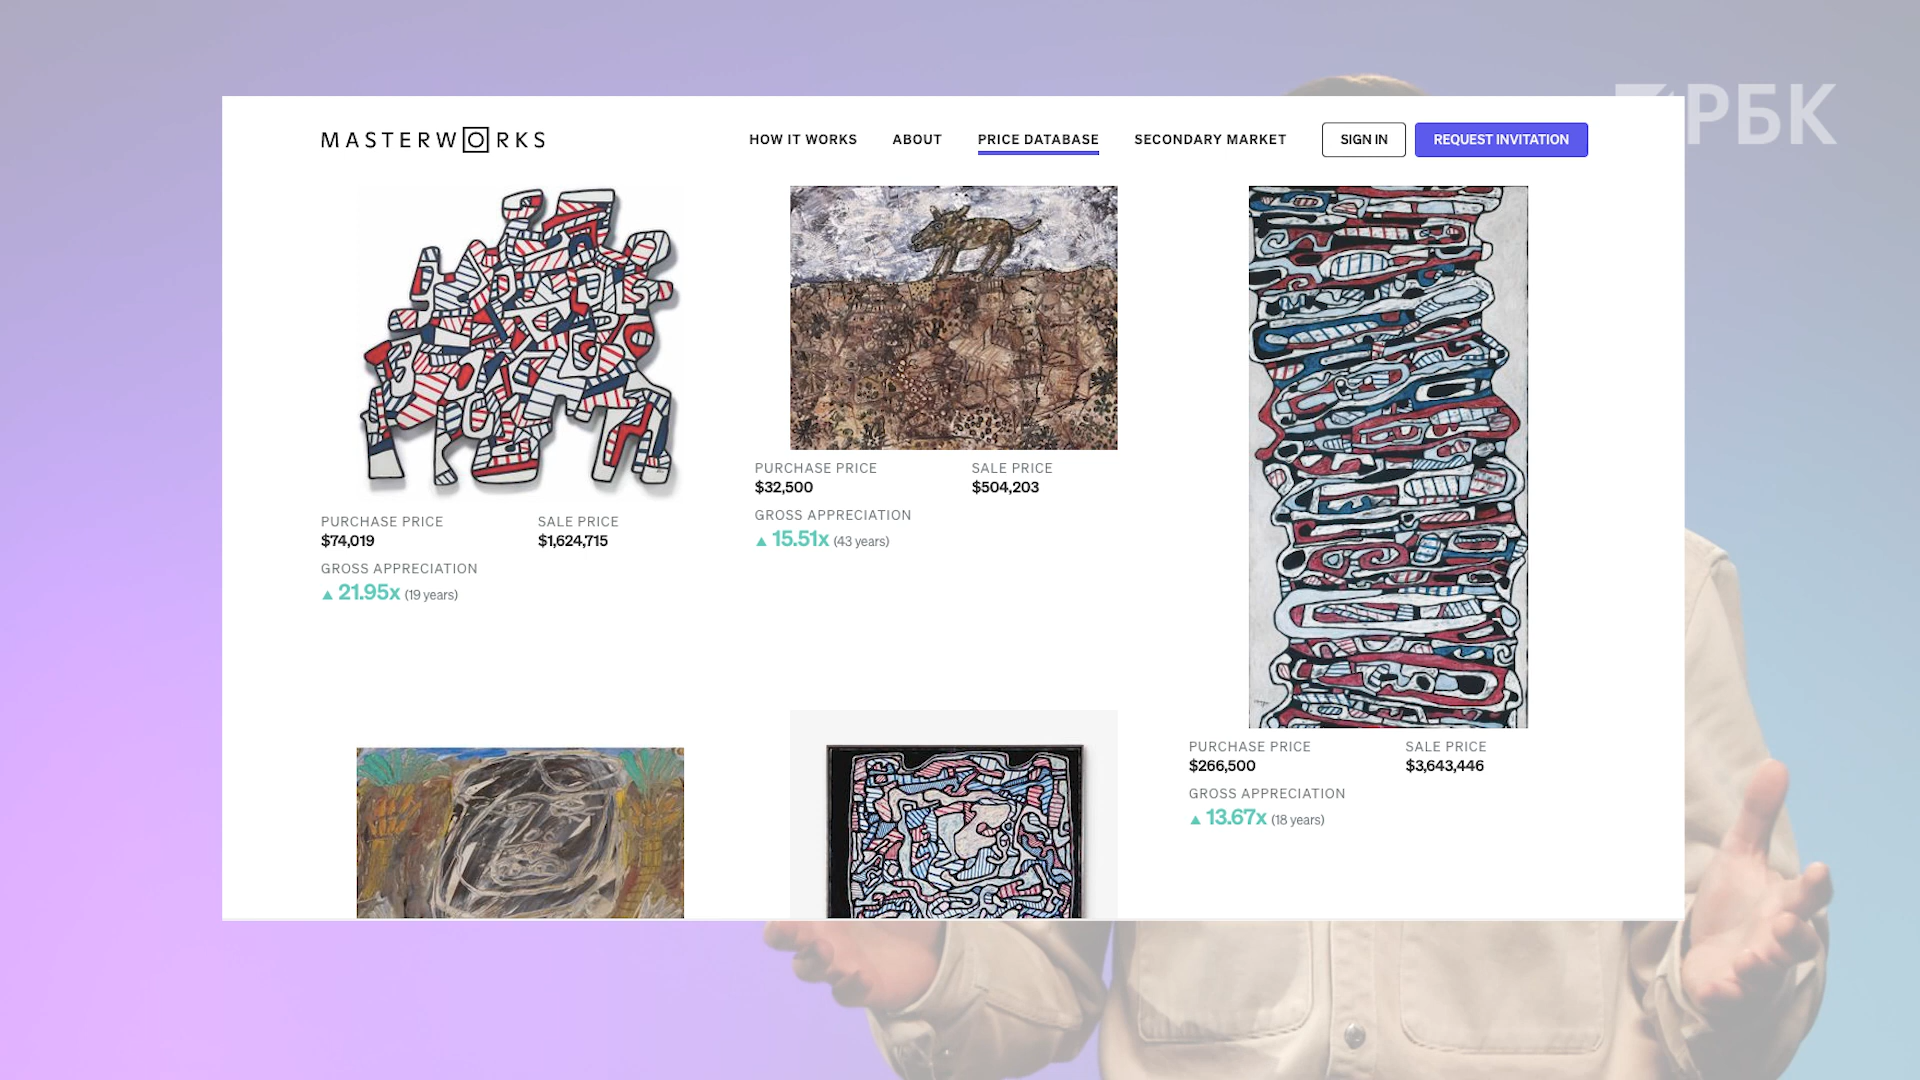 РБК
MASTERWORKS
HOW IT WORKS ABOUT PRICE DATABASE SECONDARY MARKET SIGN IN REQUEST INVITATION
PURCHASE PRICE SALE PRICE
$74,019 $1,624,715
GROSS APPRECIATION
▲ 21.95x (19 years)
PURCHASE PRICE SALE PRICE
$32,500 $504,203
GROSS APPRECIATION
▲ 15.51x (43 years)
PURCHASE PRICE SALE PRICE
$266,500 $3,643,446
GROSS APPRECIATION
▲ 13.67x (18 years)